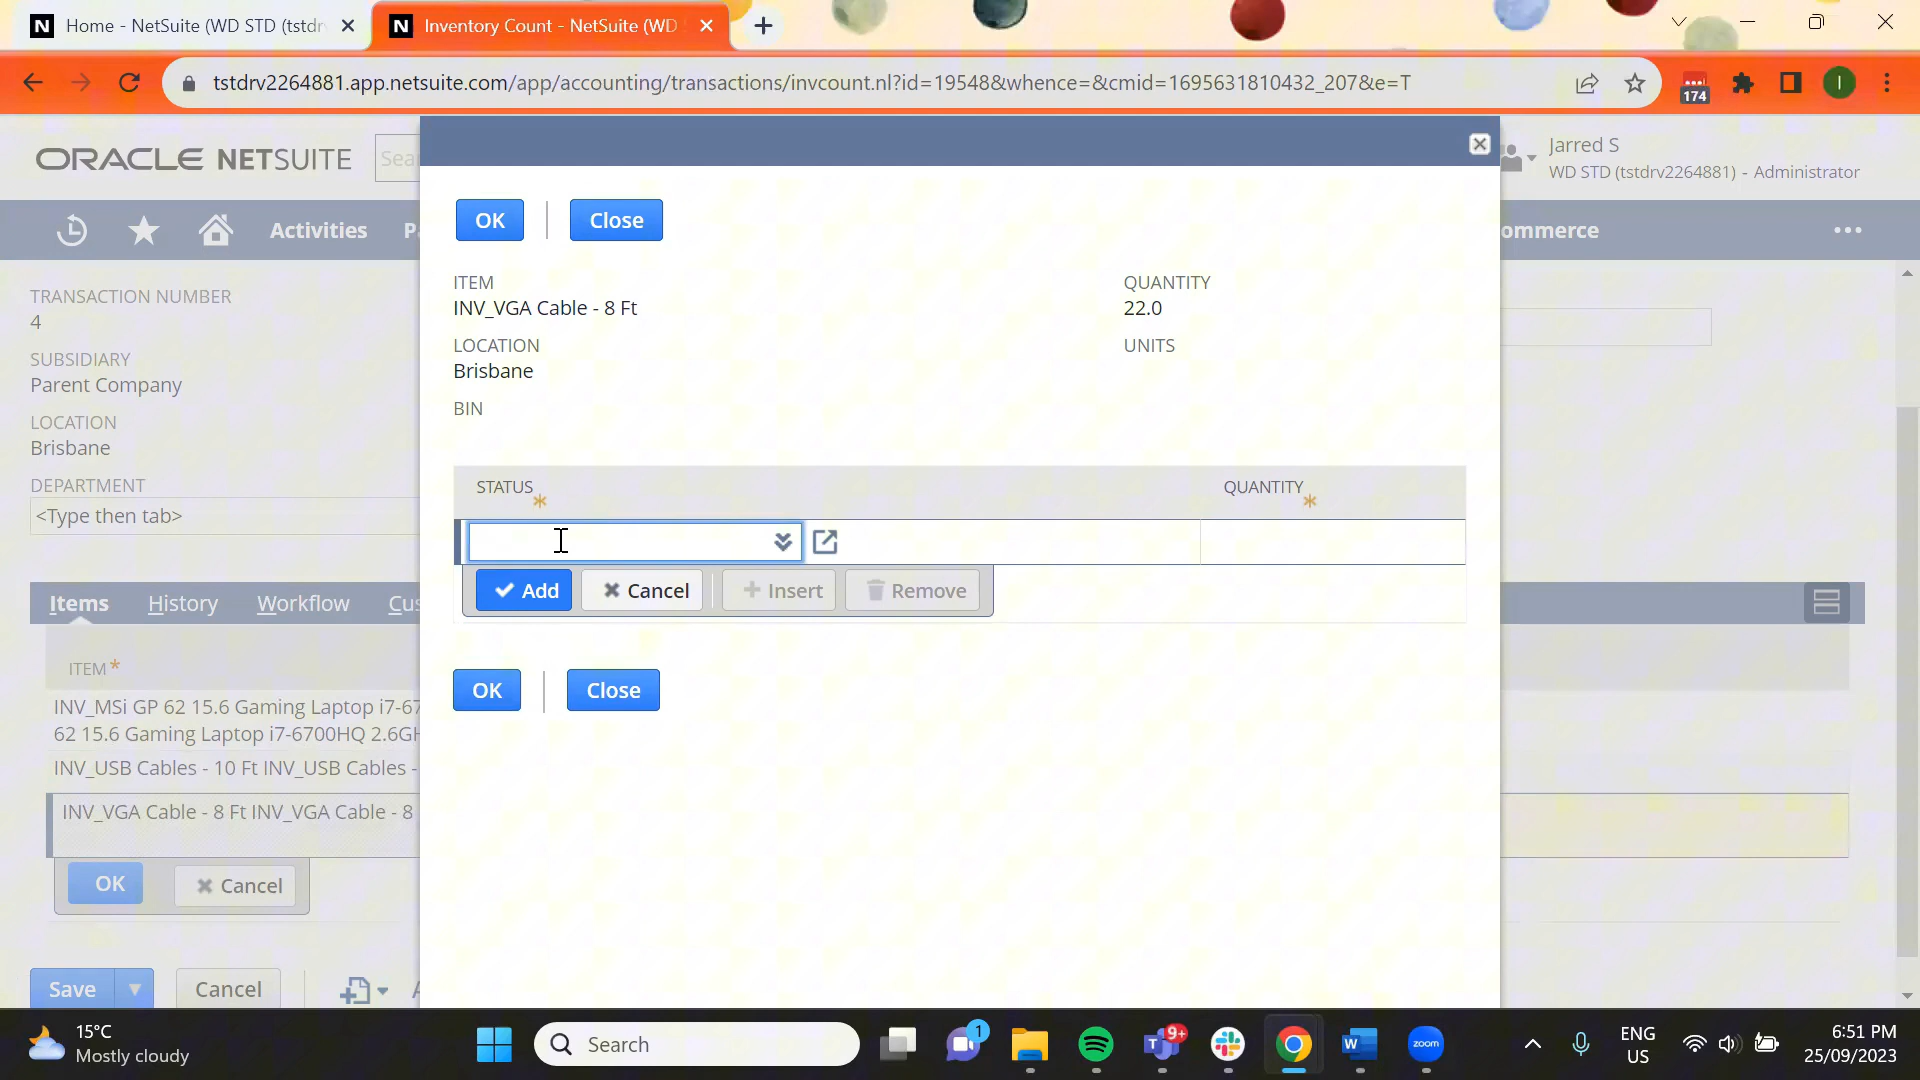 Home - NetSuite (WD STD (tstdr
Inventory Count - NetSuite (WD
tstdrv2264881.app.netsuite.com/app/accounting/transactions/invcount.nl?id=19548&whence=&cmid=1695631810432_207&e=T
174
I
ORACLE NETSUITE
Sea
Jarred S
WD STD (tstdrv2264881) - Administrator
Activities
P
ommerce
OK
Close
ITEM
INV_VGA Cable - 8 Ft
QUANTITY
22.0
LOCATION
Brisbane
UNITS
BIN
STATUS *
QUANTITY *
Add
Cancel
Insert
Remove
OK
Close
TRANSACTION NUMBER
4
SUBSIDIARY
Parent Company
LOCATION
Brisbane
DEPARTMENT
<Type then tab>
Items
History
Workflow
Cus
ITEM *
INV_MSi GP 62 15.6 Gaming Laptop i7-67
62 15.6 Gaming Laptop i7-6700HQ 2.6GH
INV_USB Cables - 10 Ft INV_USB Cables -
INV_VGA Cable - 8 Ft INV_VGA Cable - 8
OK
Cancel
Save
Cancel
A
15°C
Mostly cloudy
Search
1
9+
zoom
ENG
US
6:51 PM
25/09/2023